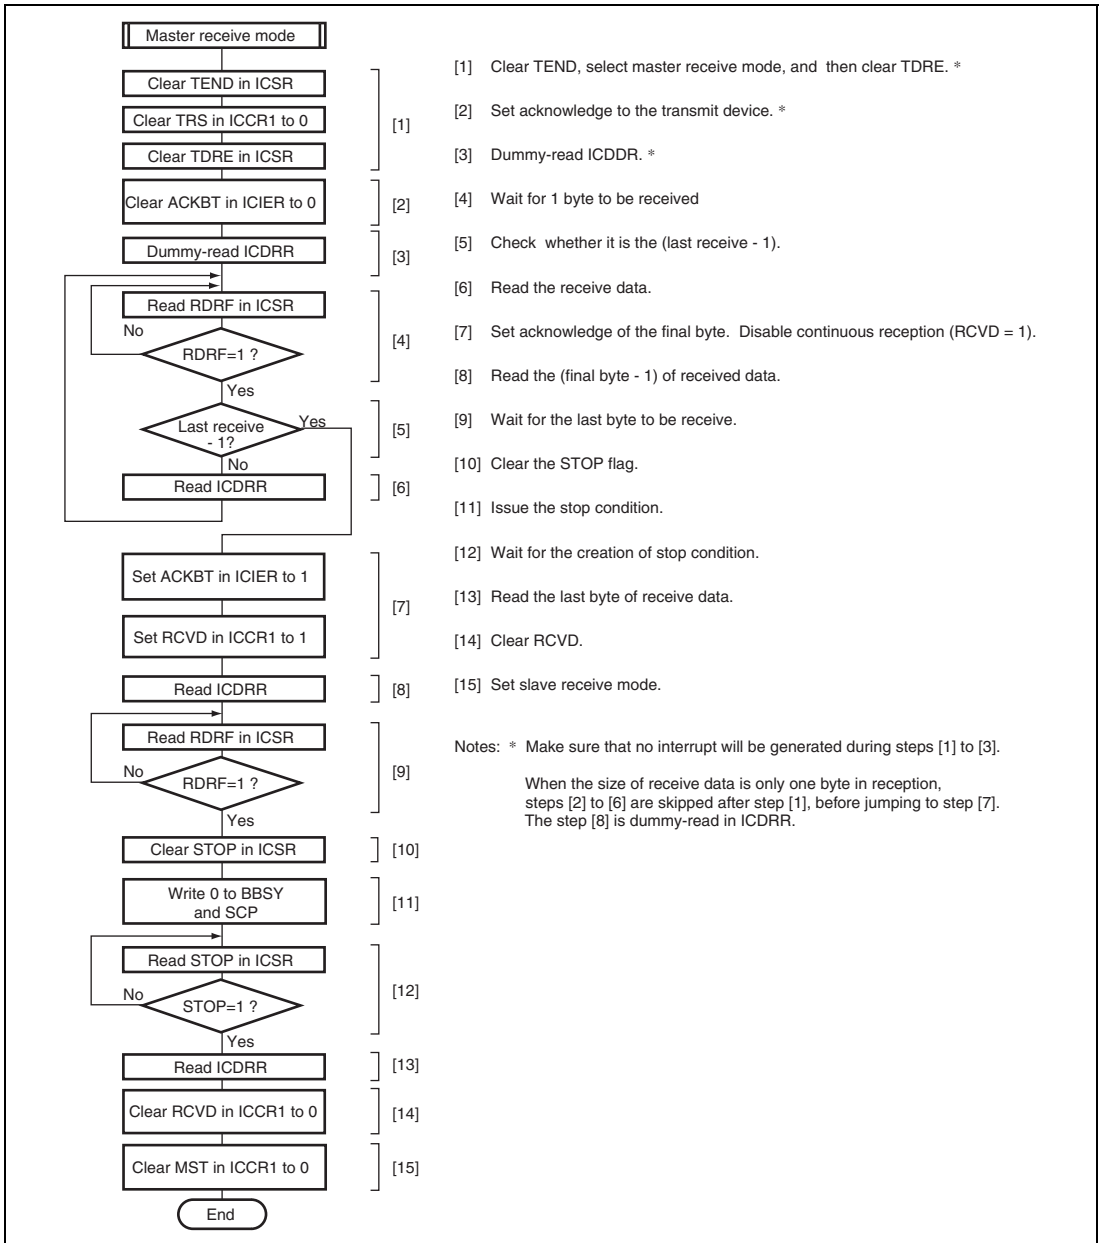 Master receive mode
Clear TEND in ICSR
Clear TRS in ICCR1 to 0
Clear TDRE in ICSR
[1]
Clear ACKBT in ICIER to 0
[2]
Dummy-read ICDRR
[3]
Read RDRF in ICSR
No
RDRF=1 ?
[4]
Yes
Last receive
- 1?
Yes
[5]
No
Read ICDRR
[6]
Set ACKBT in ICIER to 1
[7]
Set RCVD in ICCR1 to 1
Read ICDRR
[8]
Read RDRF in ICSR
No
RDRF=1 ?
[9]
Yes
Clear STOP in ICSR
[10]
Write 0 to BBSY
and SCP
[11]
Read STOP in ICSR
No
STOP=1 ?
[12]
Yes
Read ICDRR
[13]
Clear RCVD in ICCR1 to 0
[14]
Clear MST in ICCR1 to 0
[15]
End
[1] Clear TEND, select master receive mode, and then clear TDRE. *
[2] Set acknowledge to the transmit device. *
[3] Dummy-read ICDDR. *
[4] Wait for 1 byte to be received
[5] Check whether it is the (last receive - 1).
[6] Read the receive data.
[7] Set acknowledge of the final byte. Disable continuous reception (RCVD = 1).
[8] Read the (final byte - 1) of received data.
[9] Wait for the last byte to be receive.
[10] Clear the STOP flag.
[11] Issue the stop condition.
[12] Wait for the creation of stop condition.
[13] Read the last byte of receive data.
[14] Clear RCVD.
[15] Set slave receive mode.
Notes: * Make sure that no interrupt will be generated during steps [1] to [3].
When the size of receive data is only one byte in reception,
steps [2] to [6] are skipped after step [1], before jumping to step [7].
The step [8] is dummy-read in ICDRR.